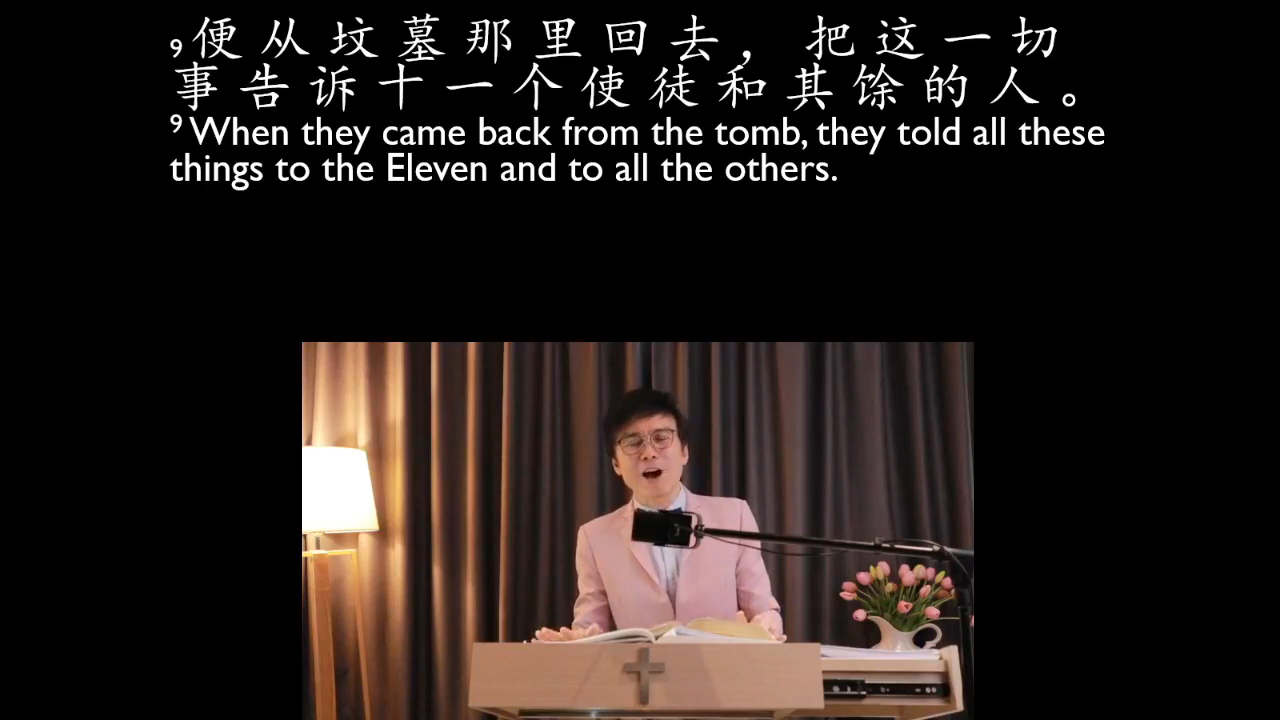 9便从坟墓那里回去，把这一切
事告诉十一个使徒和其馀的人。
9 When they came back from the tomb, they told all these
things to the Eleven and to all the others.